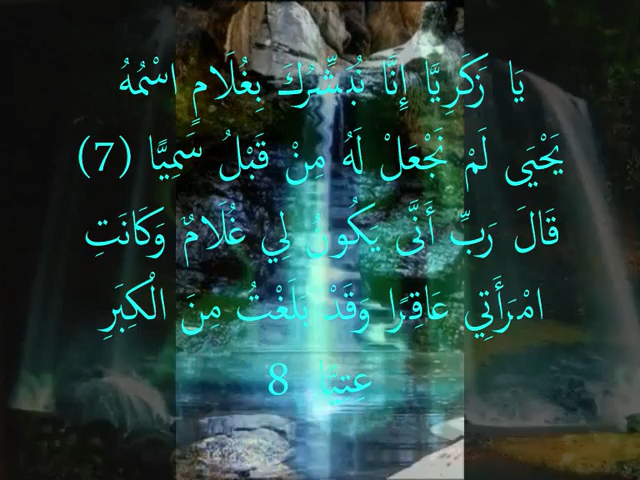 يَا زَكَرِيَّا إِنَّا نُبَشِّرُكَ بِغُلَامٍ اسْمُهُ
يَحْيَى لَمْ نَجْعَلْ لَهُ مِنْ قَبْلُ سَمِيًّا (7)
قَالَ رَبِّ أَنَّى يَكُونُ لِي غُلَامٌ وَكَانَتِ
امْرَأَتِي عَاقِرًا وَقَدْ بَلَغْتُ مِنَ الْكِبَرِ
عِتِيًّا 8